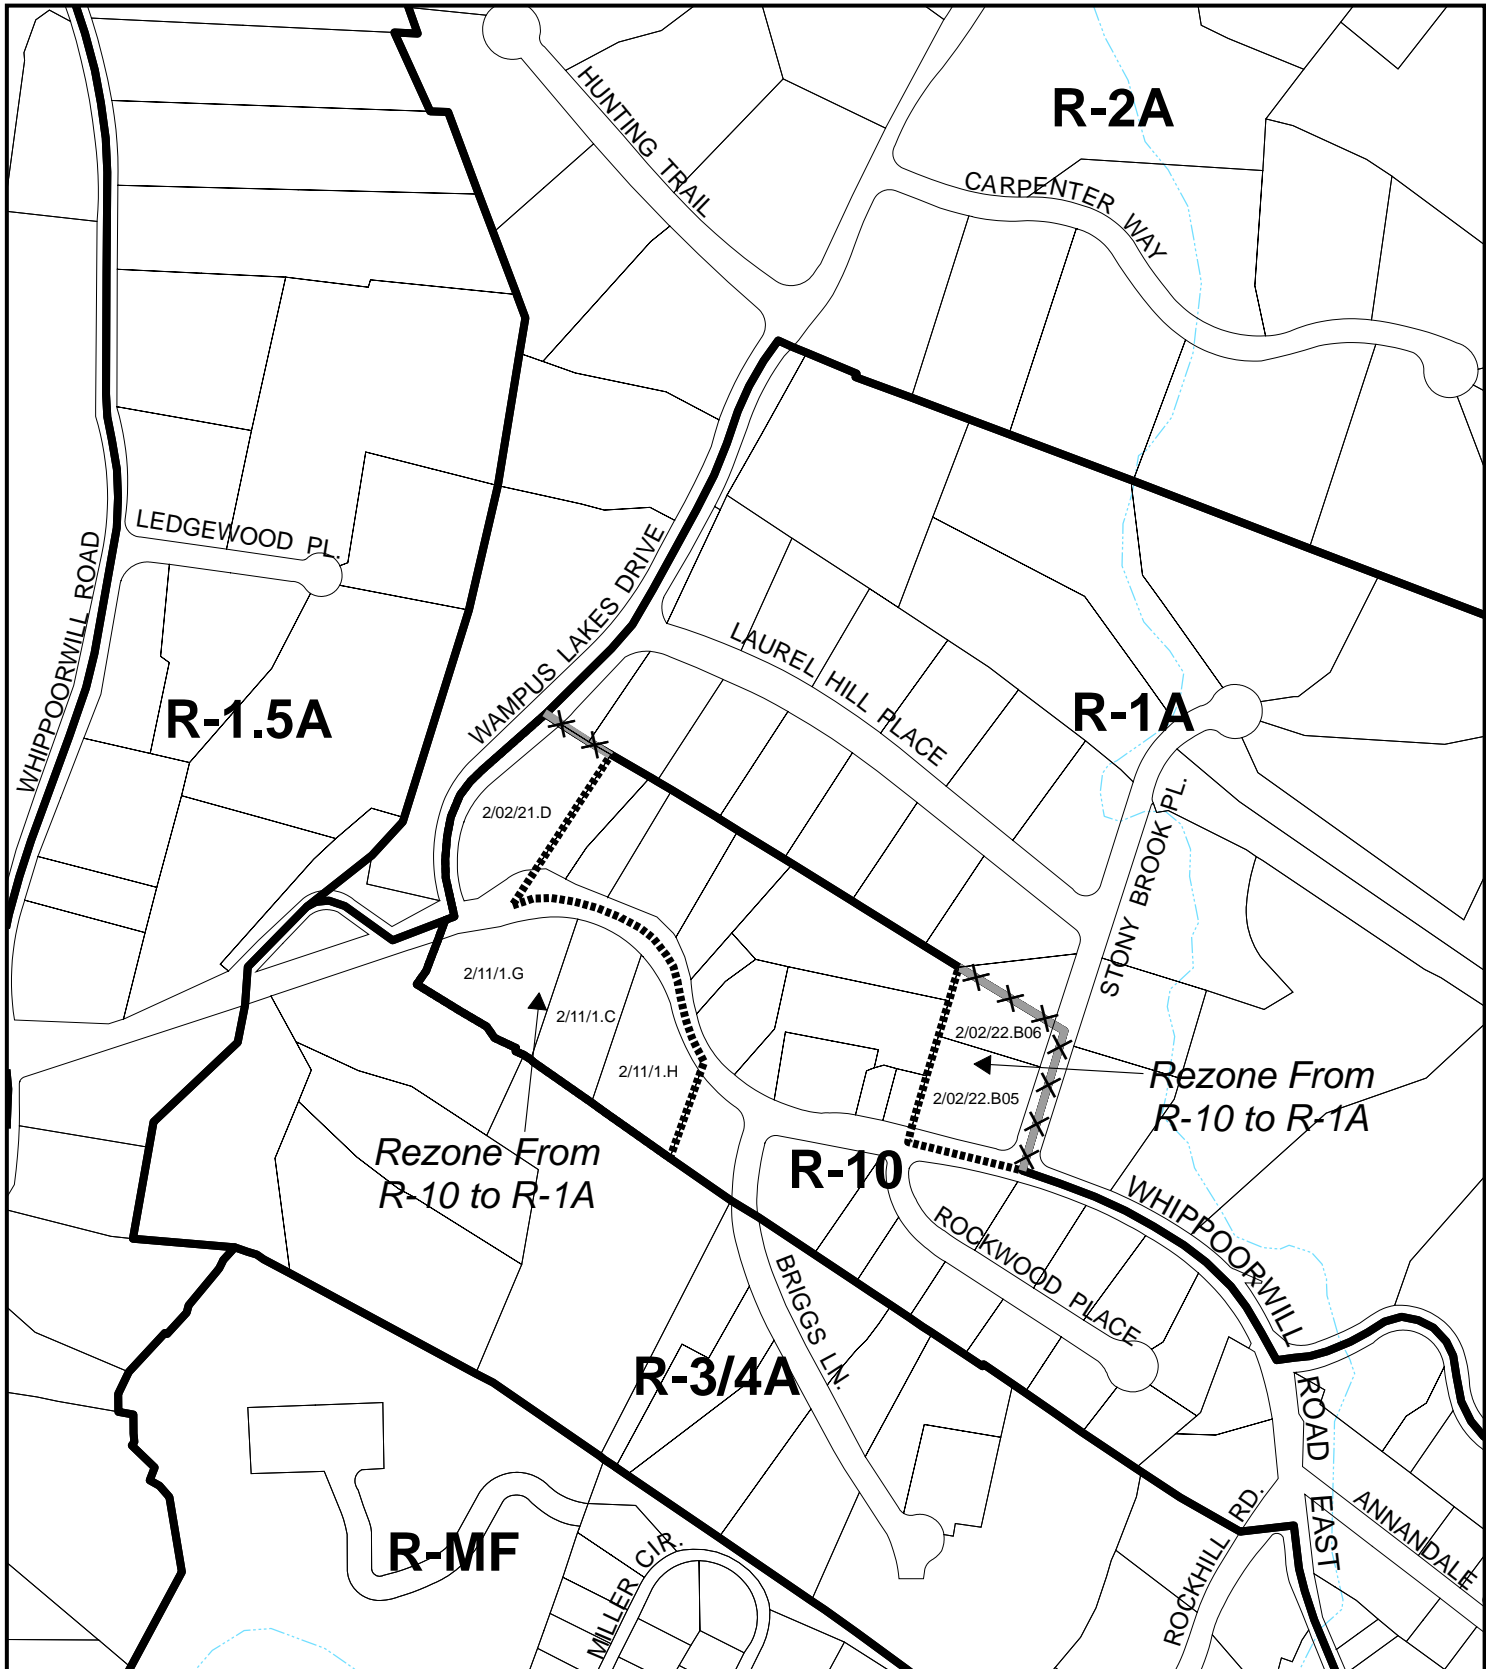 HUNTING TRAIL
R-2A
CARPENTER WAY
LEDGEWOOD PL.
WHIPPOORWILL ROAD
WAMPUS LAKES DRIVE
LAUREL HILL PLACE
R-1.5A
R-1A
STONY BROOK PL.
2/02/21.D
2/11/1.G
2/11/1.C
2/11/1.H
2/02/22.B06
2/02/22.B05
Rezone From
R-10 to R-1A
Rezone From
R-10 to R-1A
R-10
WHIPPOORWILL ROAD EAST
ROCKWOOD PLACE
BRIGGS LN.
R-3/4A
R-MF
MILLER CIR.
ROCKHILL RD.
ANNANDALE